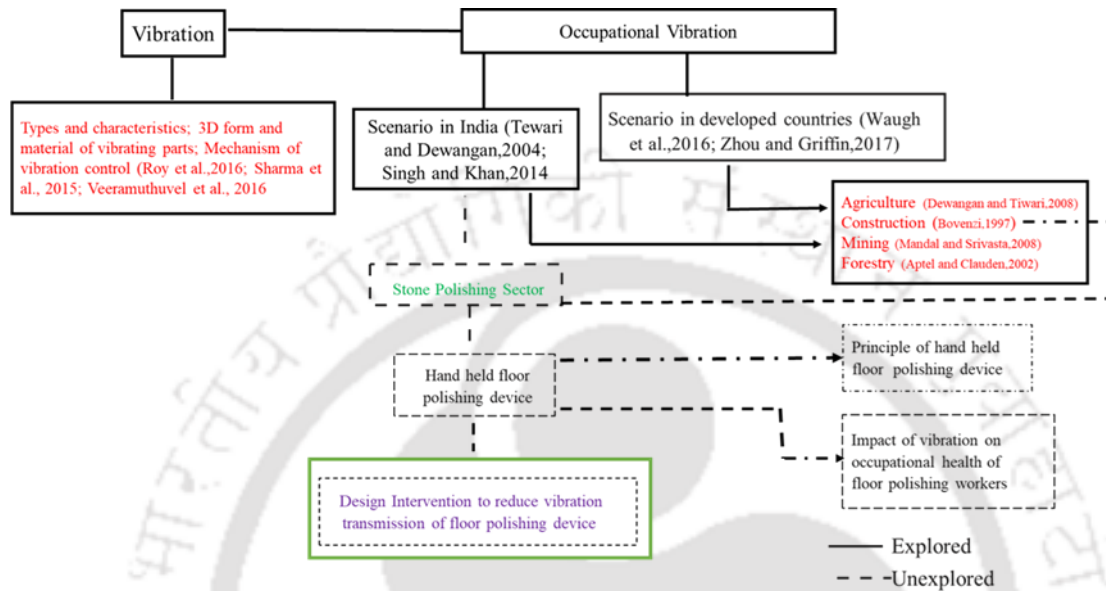 Vibration
Occupational Vibration
Types and characteristics; 3D form and
material of vibrating parts; Mechanism of
vibration control (Roy et al.,2016; Sharma et
al., 2015; Veeramuthuvel et al., 2016
Scenario in India (Tewari
and Dewangan,2004;
Singh and Khan,2014
Scenario in developed countries (Waugh
et al.,2016; Zhou and Griffin,2017)
Agriculture (Dewangan and Tiwari,2008)
Construction (Bovenzi,1997)
Mining (Mandal and Srivasta,2008)
Forestry (Aptel and Clauden,2002)
Stone Polishing Sector
Hand held floor
polishing device
Principle of hand held
floor polishing device
Impact of vibration on
occupational health of
floor polishing workers
Design Intervention to reduce vibration
transmission of floor polishing device
Explored
Unexplored
भारतीय प्रौद्योगिकी संस्थान